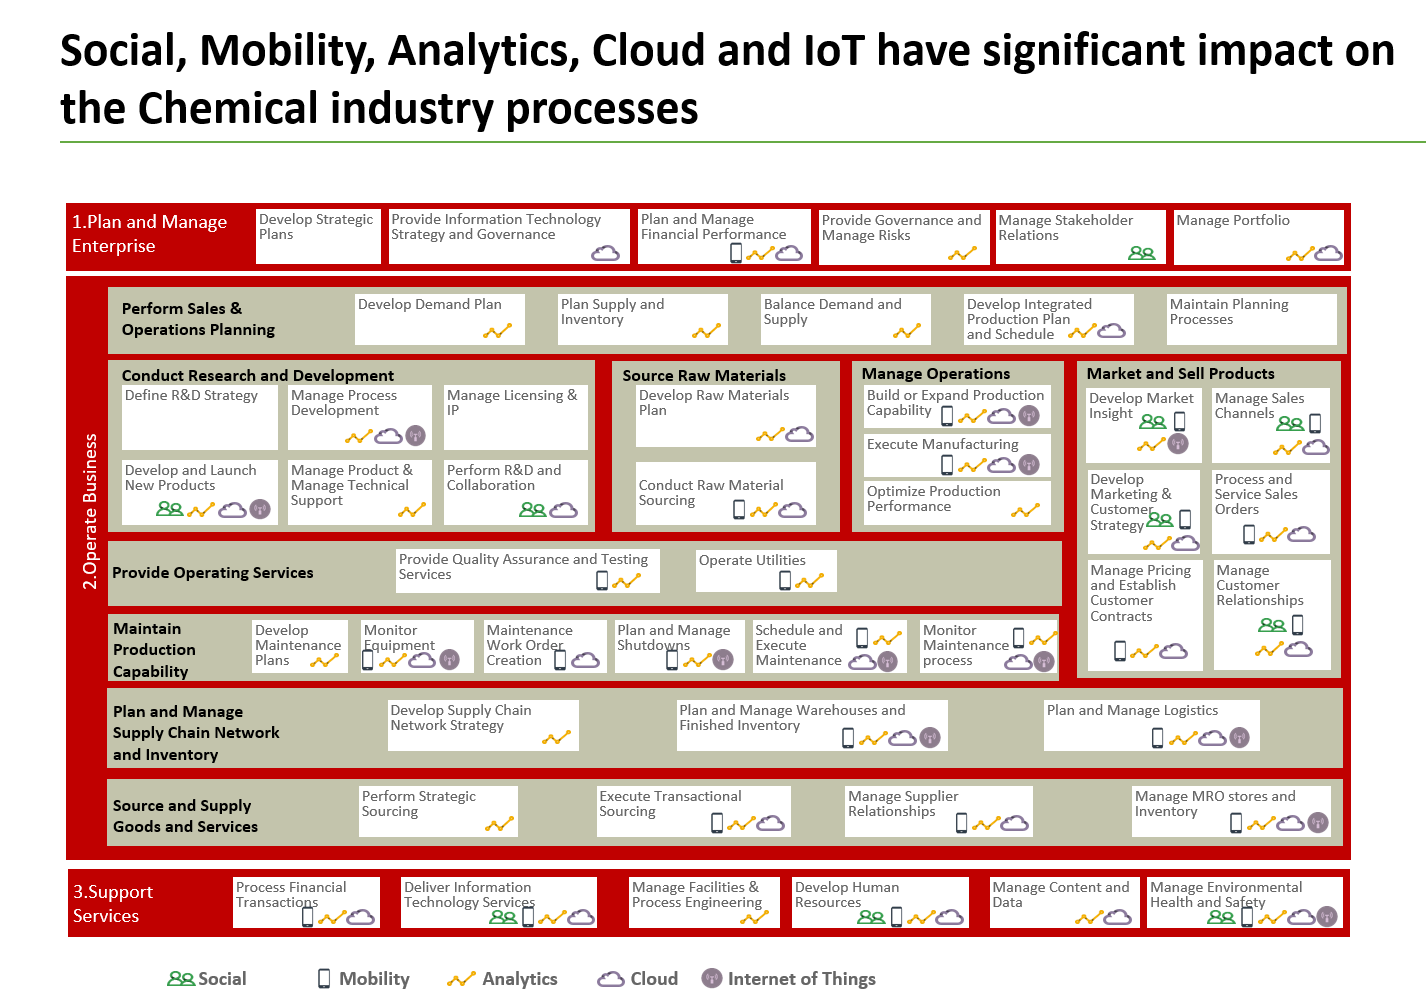 Social, Mobility, Analytics, Cloud and IoT have significant impact on
the Chemical industry processes
1.Plan and Manage
Enterprise
Develop Strategic
Plans
Provide Information Technology
Strategy and Governance
Plan and Manage
Financial Performance
Provide Governance and
Manage Risks
Manage Stakeholder
Relations
Manage Portfolio
2.Operate Business
Perform Sales &
Operations Planning
Develop Demand Plan
Plan Supply and
Inventory
Balance Demand and
Supply
Develop Integrated
Production Plan
and Schedule
Maintain Planning
Processes
Conduct Research and Development
Define R&D Strategy
Manage Process
Development
Manage Licensing &
IP
Develop and Launch
New Products
Manage Product &
Manage Technical
Support
Perform R&D and
Collaboration
Source Raw Materials
Develop Raw Materials
Plan
Conduct Raw Material
Sourcing
Manage Operations
Build or Expand Production
Capability
Execute Manufacturing
Optimize Production
Performance
Market and Sell Products
Develop Market
Insight
Manage Sales
Channels
Develop
Marketing &
Customer
Strategy
Process and
Service Sales
Orders
Manage Pricing
and Establish
Customer
Contracts
Manage
Customer
Relationships
Provide Operating Services
Provide Quality Assurance and Testing
Services
Operate Utilities
Maintain
Production
Capability
Develop
Maintenance
Plans
Monitor
Equipment
Maintenance
Work Order
Creation
Plan and Manage
Shutdowns
Schedule and
Execute
Maintenance
Monitor
Maintenance
process
Plan and Manage
Supply Chain Network
and Inventory
Develop Supply Chain
Network Strategy
Plan and Manage Warehouses and
Finished Inventory
Plan and Manage Logistics
Source and Supply
Goods and Services
Perform Strategic
Sourcing
Execute Transactional
Sourcing
Manage Supplier
Relationships
Manage MRO stores and
Inventory
3.Support
Services
Process Financial
Transactions
Deliver Information
Technology Services
Manage Facilities &
Process Engineering
Develop Human
Resources
Manage Content and
Data
Manage Environmental
Health and Safety
Social
Mobility
Analytics
Cloud
Internet of Things